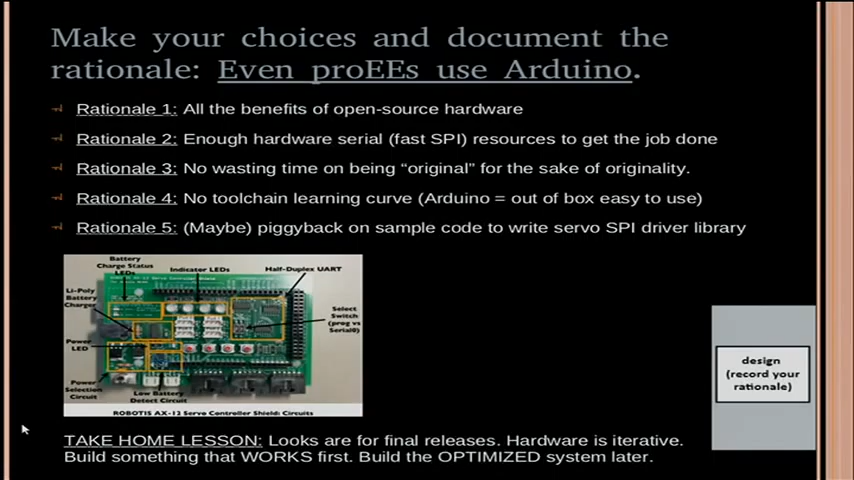 Make your choices and document the
rationale: Even proEEs use Arduino.
Rationale 1: All the benefits of open-source hardware
Rationale 2: Enough hardware serial (fast SPI) resources to get the job done
Rationale 3: No wasting time on being “original” for the sake of originality.
Rationale 4: No toolchain learning curve (Arduino = out of box easy to use)
Rationale 5: (Maybe) piggyback on sample code to write servo SPI driver library
Battery
Charge Status
LEDs
Indicator LEDs
Half-Duplex UART
Li-Poly
Battery
Charger
Select
Switch
(prog vs
Serial0)
Power
LED
Power
Selection
Circuit
Low Battery
Detect Circuit
ROBOTIS AX-12 Servo Controller Shield: Circuits
design
(record your
rationale)
TAKE HOME LESSON: Looks are for final releases. Hardware is iterative.
Build something that WORKS first. Build the OPTIMIZED system later.